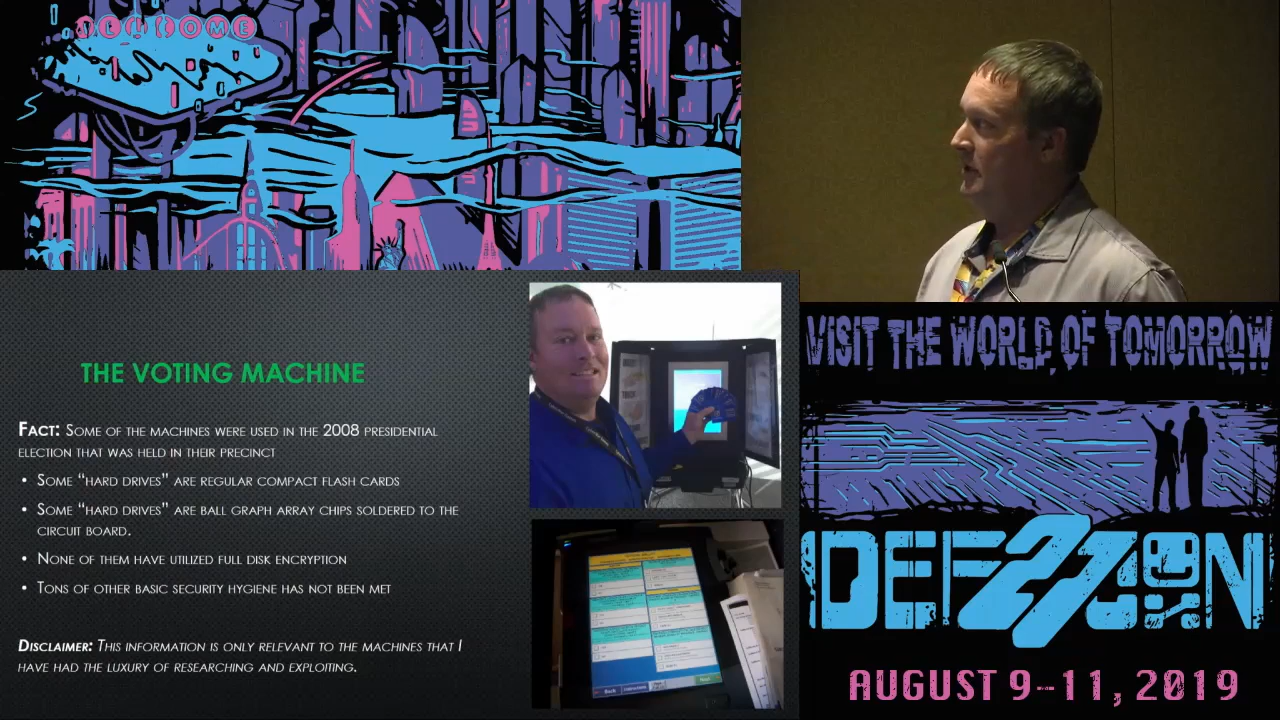 WELCOME
VISIT THE WORLD OF TOMORROW
THE VOTING MACHINE
FACT: SOME OF THE MACHINES WERE USED IN THE 2008 PRESIDENTIAL
ELECTION THAT WAS HELD IN THEIR PRECINCT
• SOME “HARD DRIVES” ARE REGULAR COMPACT FLASH CARDS
• SOME “HARD DRIVES” ARE BALL GRAPH ARRAY CHIPS SOLDERED TO THE
CIRCUIT BOARD.
• NONE OF THEM HAVE UTILIZED FULL DISK ENCRYPTION
• TONS OF OTHER BASIC SECURITY HYGIENE HAS NOT BEEN MET
DISCLAIMER: THIS INFORMATION IS ONLY RELEVANT TO THE MACHINES THAT I
HAVE HAD THE LUXURY OF RESEARCHING AND EXPLOITING.
Back
DEF 27 CON
AUGUST 9-11, 2019